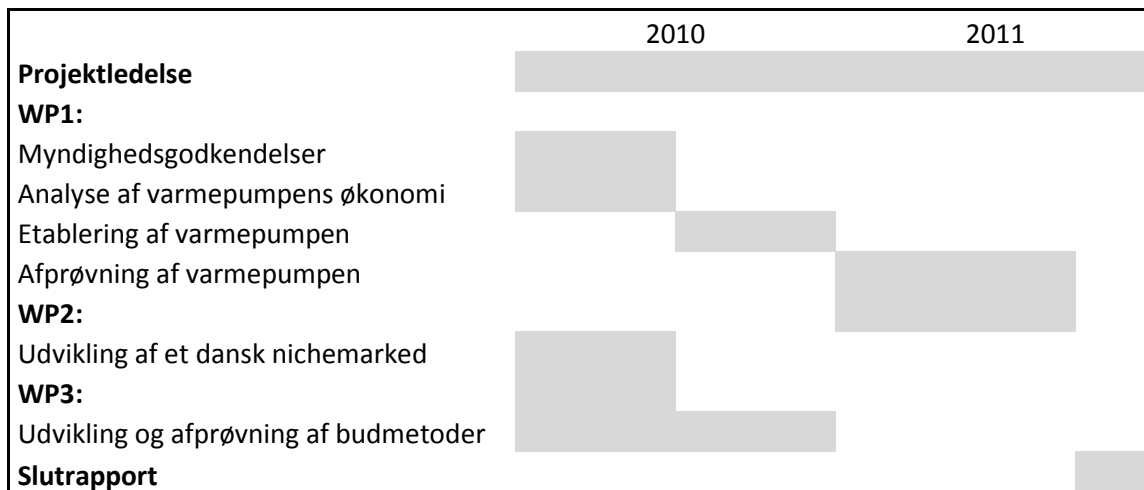 2010 2011
Projektledelse
WP1:
Myndighedsgodkendelser
Analyse af varmepumpens økonomi
Etablering af varmepumpen
Afprøvning af varmepumpen
WP2:
Udvikling af et dansk nichemarked
WP3:
Udvikling og afprøvning af budmetoder
Slutrapport